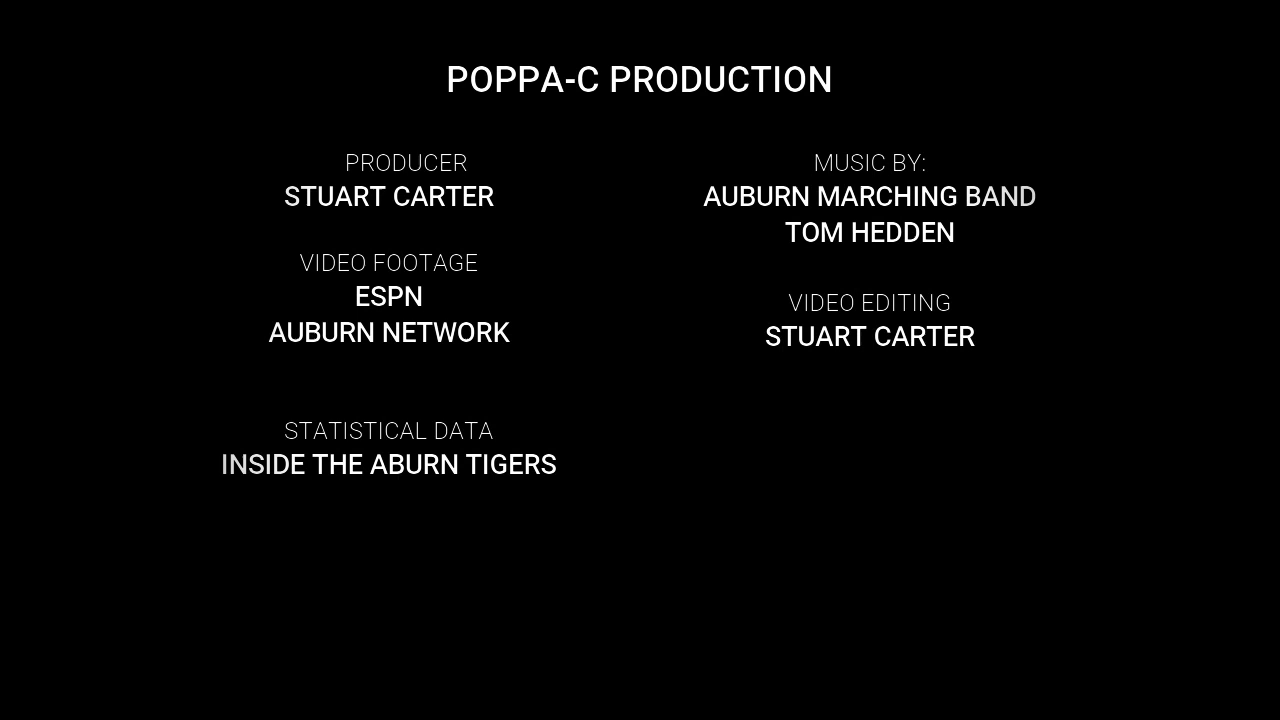 POPPA-C PRODUCTION
PRODUCER
STUART CARTER
VIDEO FOOTAGE
ESPN
AUBURN NETWORK
STATISTICAL DATA
INSIDE THE ABURN TIGERS
MUSIC BY:
AUBURN MARCHING BAND
TOM HEDDEN
VIDEO EDITING
STUART CARTER